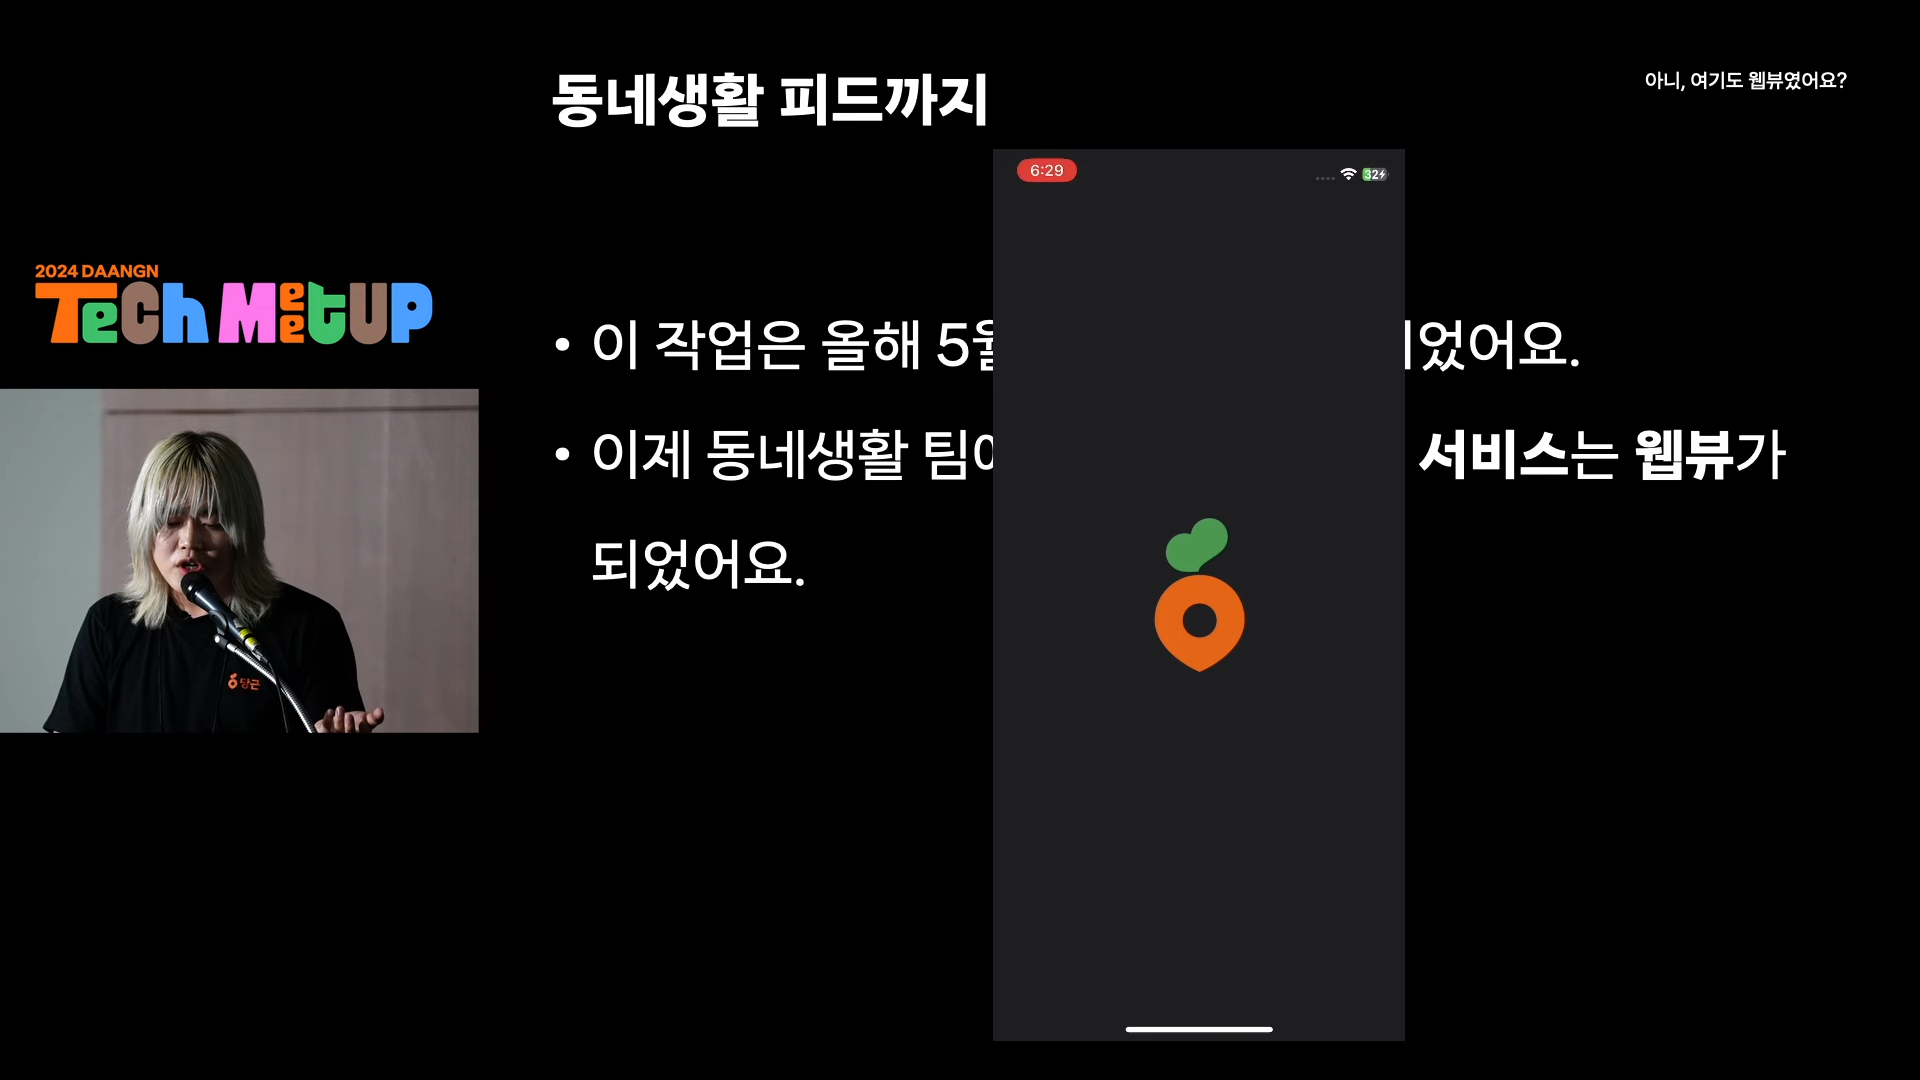 동네생활 피드까지
아니, 여기도 웹뷰였어요?
6:29
32
2024 DAANGN
Tech MeetUP
• 이 작업은 올해 5월 었어요.
• 이제 동네생활 팀 서비스는 웹뷰가
되었어요.
당근